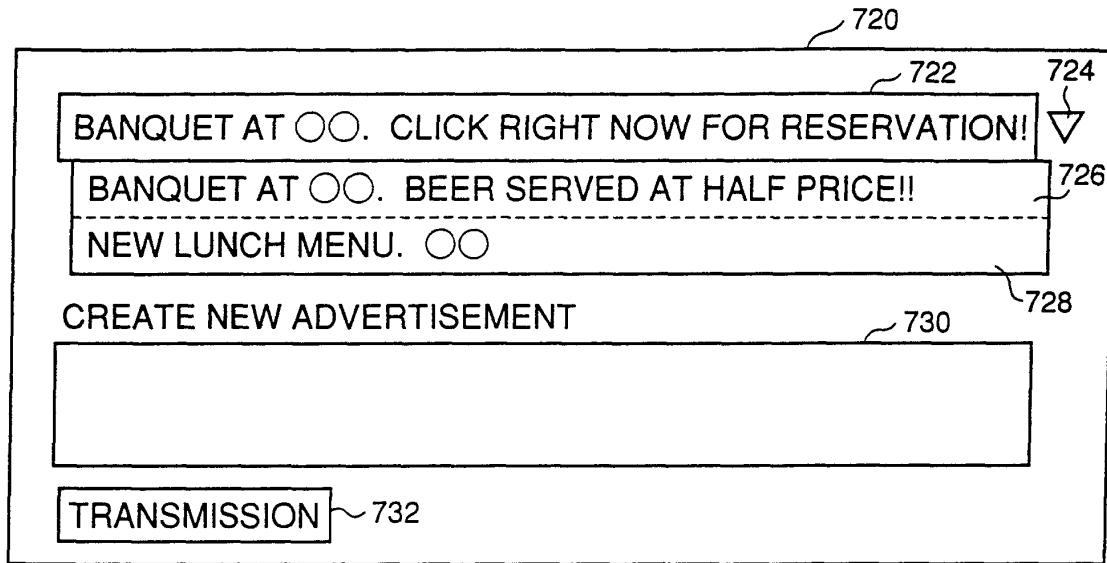 720
722
724
BANQUET AT ○○. CLICK RIGHT NOW FOR RESERVATION!
BANQUET AT ○○. BEER SERVED AT HALF PRICE!!
726
NEW LUNCH MENU. ○○
728
CREATE NEW ADVERTISEMENT
730
TRANSMISSION
732